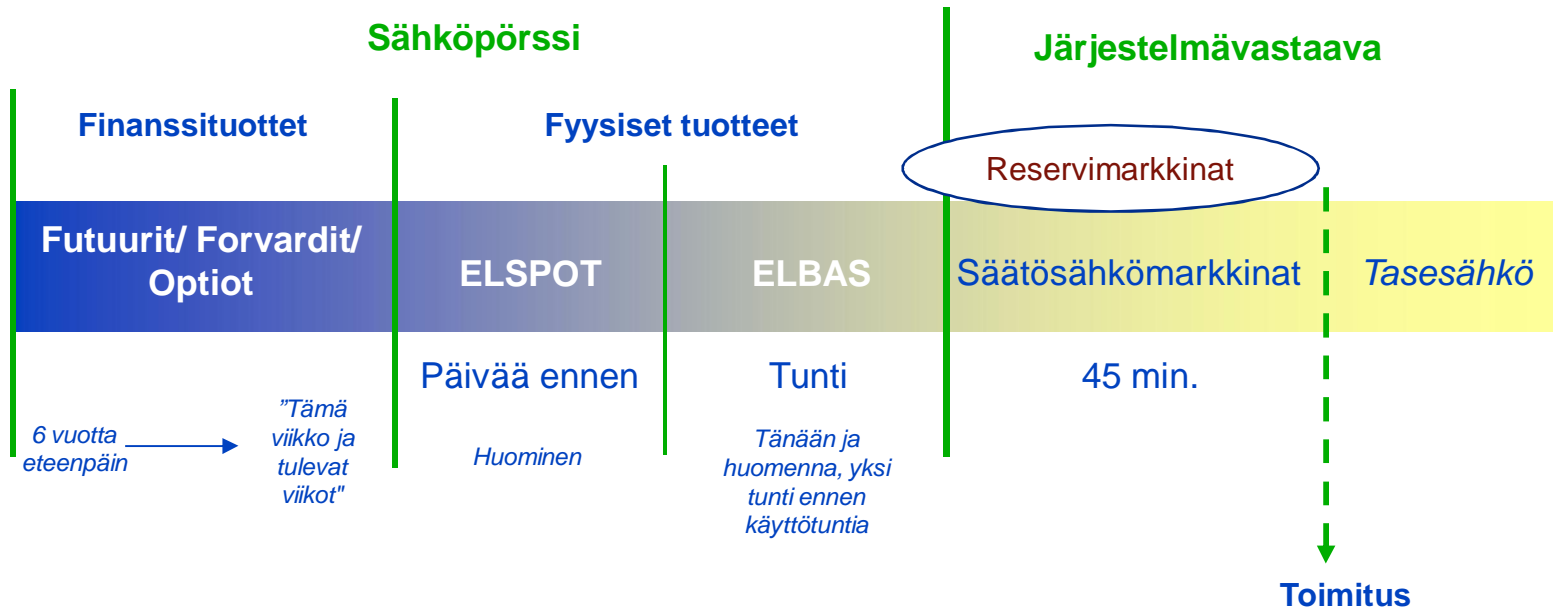 Sähköpörssi
Järjestelmävastaava
Finanssituottet
Fyysiset tuotteet
Reservimarkkinat
Futuurit/ Forvardit/
Optiot
ELSPOT
ELBAS
Säätösähkömarkkinat
Tasesähkö
Päivää ennen
Tunti
45 min.
6 vuotta
eteenpäin
”Tämä
viikko ja
tulevat
viikot"
Huominen
Tänään ja
huomenna, yksi
tunti ennen
käyttötuntia
Toimitus